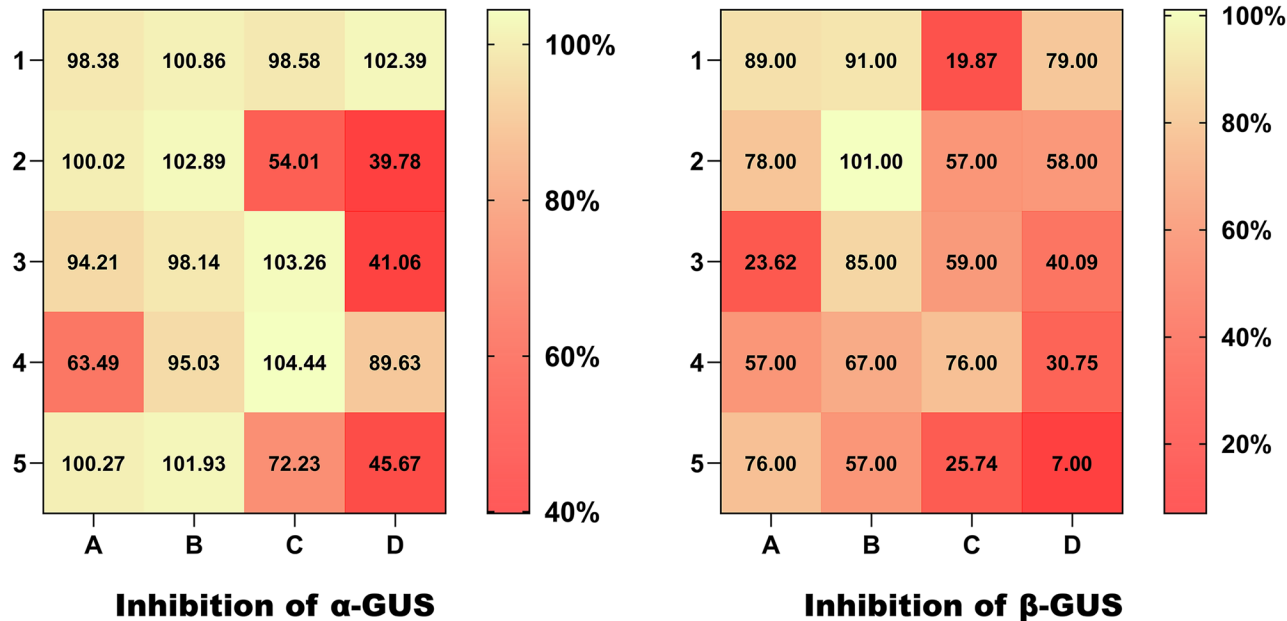 1 98.38 100.86 98.58 102.39 100%
2 100.02 102.89 54.01 39.78 80%
3 94.21 98.14 103.26 41.06
4 63.49 95.03 104.44 89.63 60%
5 100.27 101.93 72.23 45.67 40%
A B C D
Inhibition of α-GUS
1 89.00 91.00 19.87 79.00 100%
2 78.00 101.00 57.00 58.00 80%
3 23.62 85.00 59.00 40.09 60%
4 57.00 67.00 76.00 30.75 40%
5 76.00 57.00 25.74 7.00 20%
A B C D
Inhibition of β-GUS